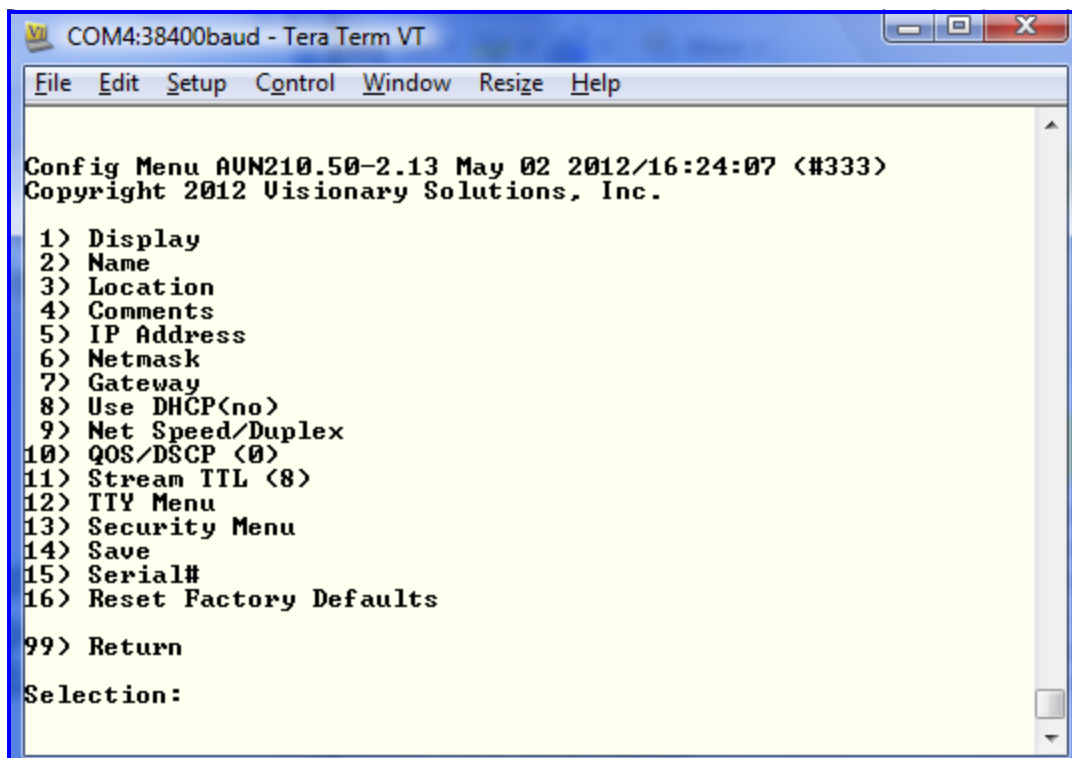 COM4:38400baud - Tera Term VT
File Edit Setup Control Window Resize Help
Config Menu AVN210.50-2.13 May 02 2012/16:24:07 (#333)
Copyright 2012 Visionary Solutions, Inc.
1) Display
2) Name
3) Location
4) Comments
5) IP Address
6) Netmask
7) Gateway
8) Use DHCP(no)
9) Net Speed/Duplex
10) QOS/DSCP (0)
11) Stream TTL (8)
12) TTY Menu
13) Security Menu
14) Save
15) Serial#
16) Reset Factory Defaults
99) Return
Selection: